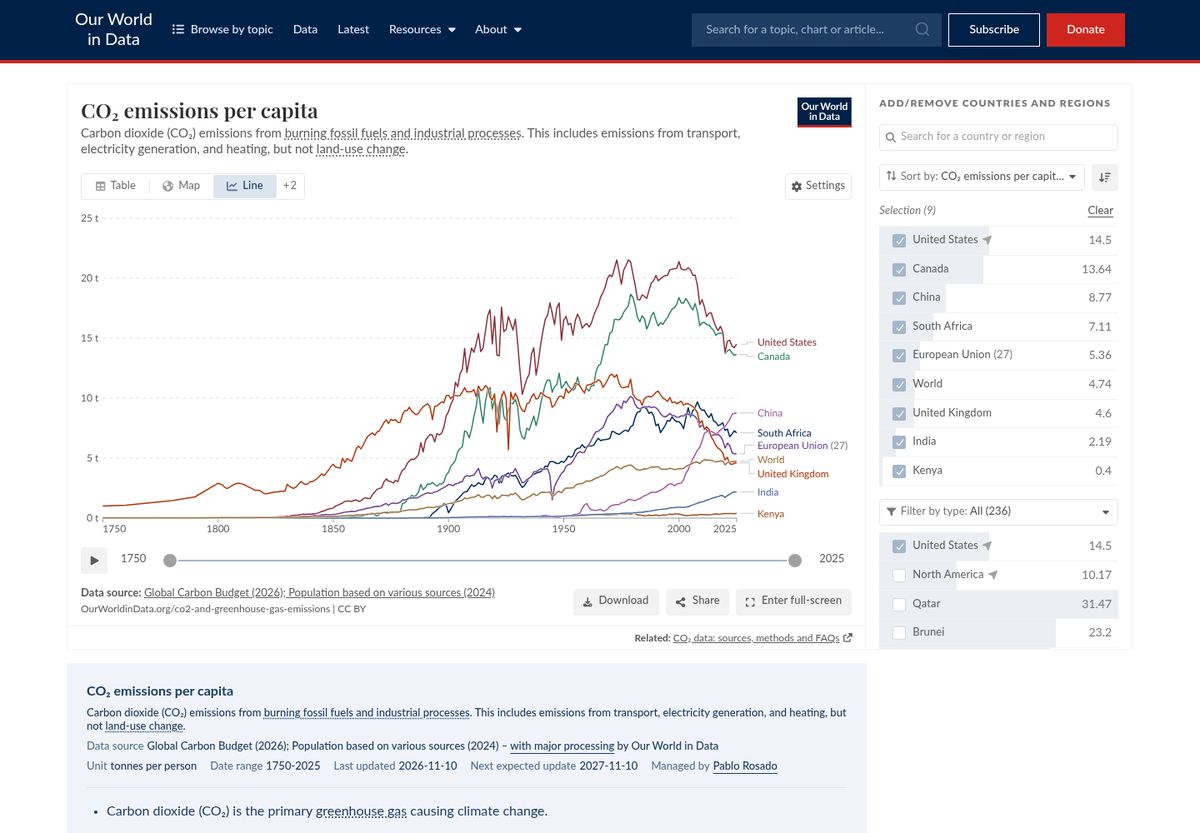 Our World
in Data
Browse by topic
Data
Latest
Resources
About
Search for a topic, chart or article...
Subscribe
Donate
CO₂ emissions per capita
Our World
in Data
Carbon dioxide (CO₂) emissions from burning fossil fuels and industrial processes. This includes emissions from transport,
electricity generation, and heating, but not land-use change.
Table
Map
Line
+2
Settings
25 t
20 t
15 t
10 t
5 t
0 t
1750
1800
1850
1900
1950
2000
2025
United States
Canada
China
South Africa
European Union (27)
World
United Kingdom
India
Kenya
1750
2025
Data source: Global Carbon Budget (2026); Population based on various sources (2024)
OurWorldinData.org/co2-and-greenhouse-gas-emissions | CC BY
Download
Share
Enter full-screen
Related: CO₂ data: sources, methods and FAQs
ADD/REMOVE COUNTRIES AND REGIONS
Search for a country or region
Sort by: CO₂ emissions per capit...
Selection (9)
Clear
United States 14.5
Canada 13.64
China 8.77
South Africa 7.11
European Union (27) 5.36
World 4.74
United Kingdom 4.6
India 2.19
Kenya 0.4
Filter by type: All (236)
United States 14.5
North America 10.17
Qatar 31.47
Brunei 23.2
CO₂ emissions per capita
Carbon dioxide (CO₂) emissions from burning fossil fuels and industrial processes. This includes emissions from transport, electricity generation, and heating, but
not land-use change.
Data source Global Carbon Budget (2026); Population based on various sources (2024) – with major processing by Our World in Data
Unit tonnes per person Date range 1750-2025 Last updated 2026-11-10 Next expected update 2027-11-10 Managed by Pablo Rosado
• Carbon dioxide (CO₂) is the primary greenhouse gas causing climate change.